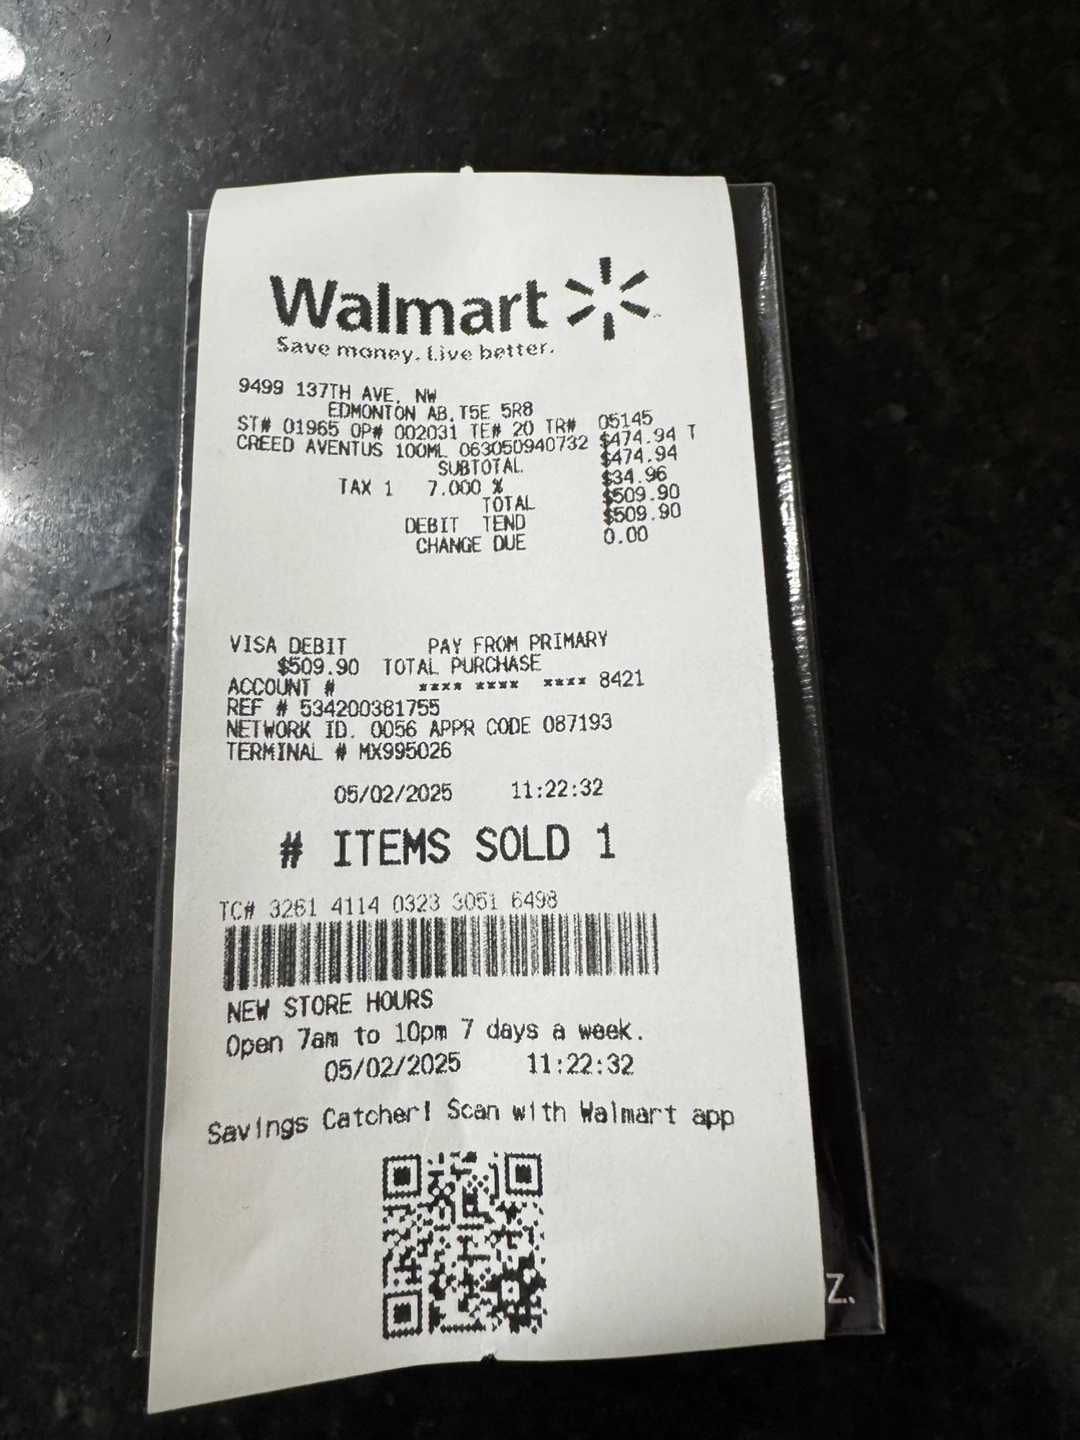 Walmart
Save money. Live better.
9499 137TH AVE, NW
EDMONTON AB.T5E 5R8
ST# 01965 OP# 002031 TE# 20 TR# 05145
CREED AVENTUS 100ML 063050940732 $474.94 T
SUBTOTAL $474.94
TAX 1 7.000 % $34.96
TOTAL $509.90
DEBIT TEND $509.90
CHANGE DUE 0.00
VISA DEBIT PAY FROM PRIMARY
$509.90 TOTAL PURCHASE
ACCOUNT # **** **** **** 8421
REF # 534200381755
NETWORK ID. 0056 APPR CODE 087193
TERMINAL # MX995026
05/02/2025 11:22:32
# ITEMS SOLD 1
TC# 3261 4114 0323 3051 6498
NEW STORE HOURS
Open 7am to 10pm 7 days a week.
05/02/2025 11:22:32
Savings Catcher! Scan with Walmart app
Z.